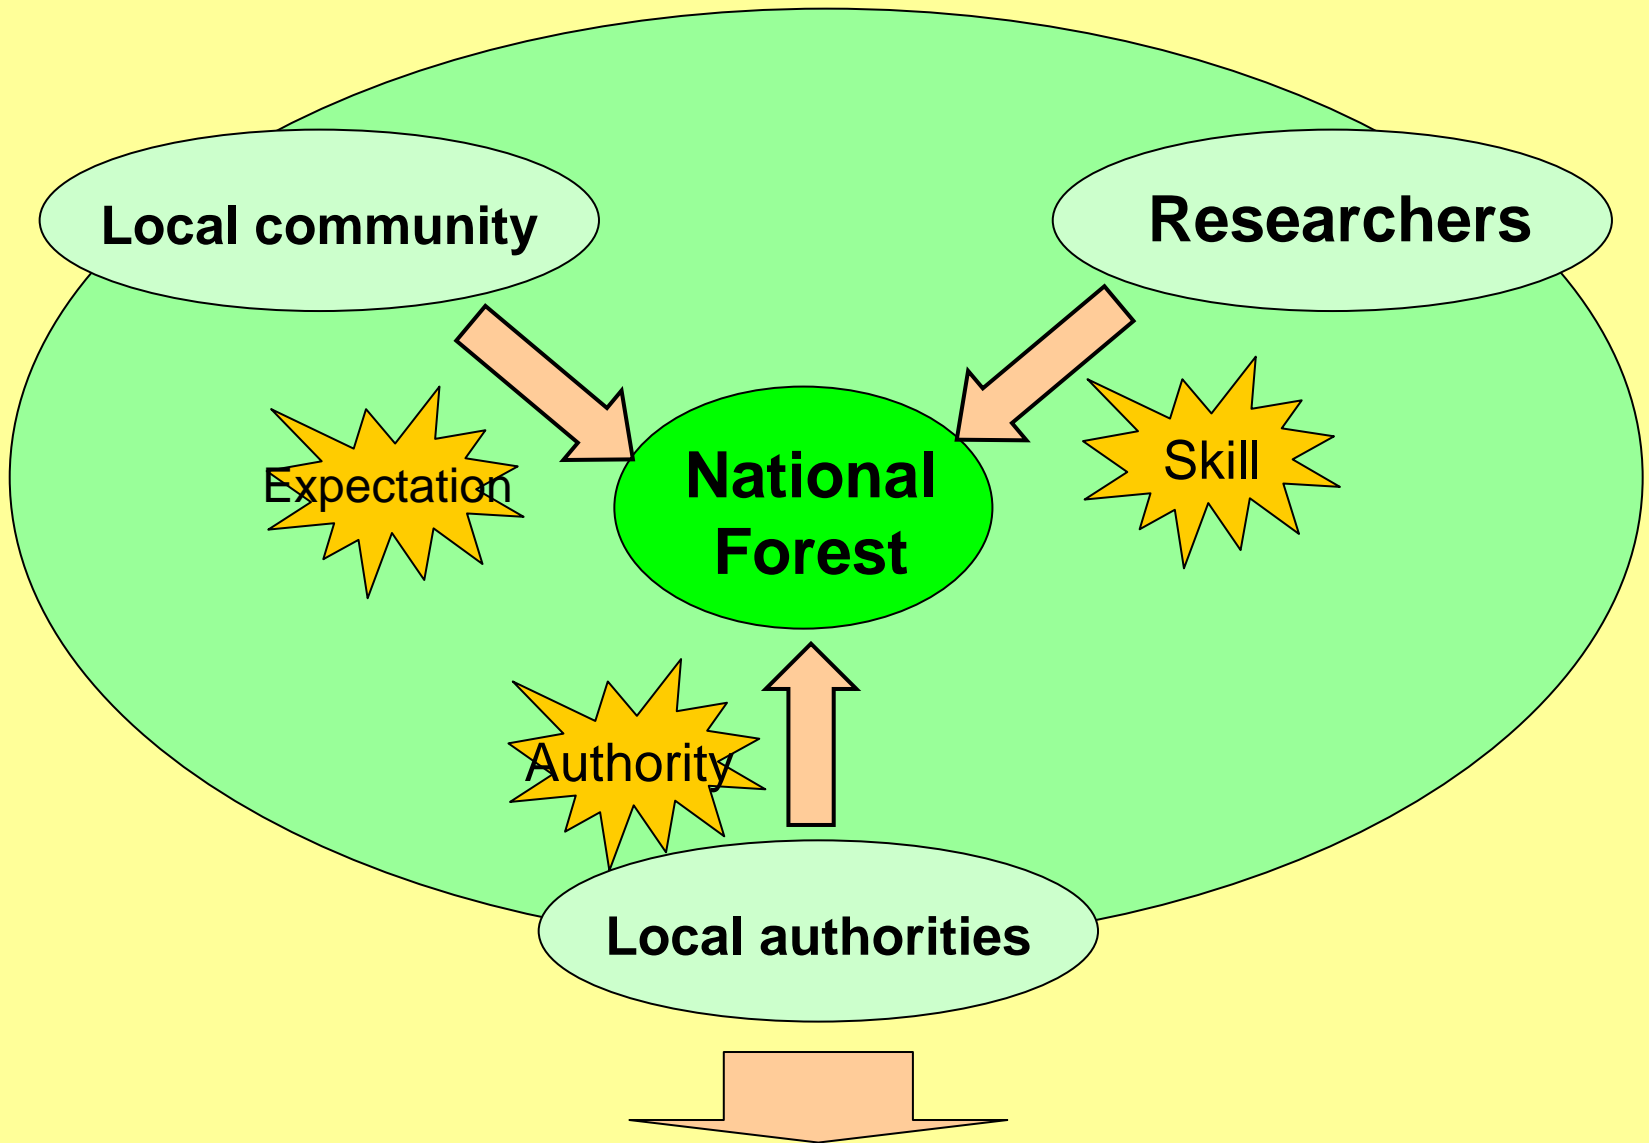 Local community
Researchers
Expectation
National
Forest
Skill
Authority
Local authorities